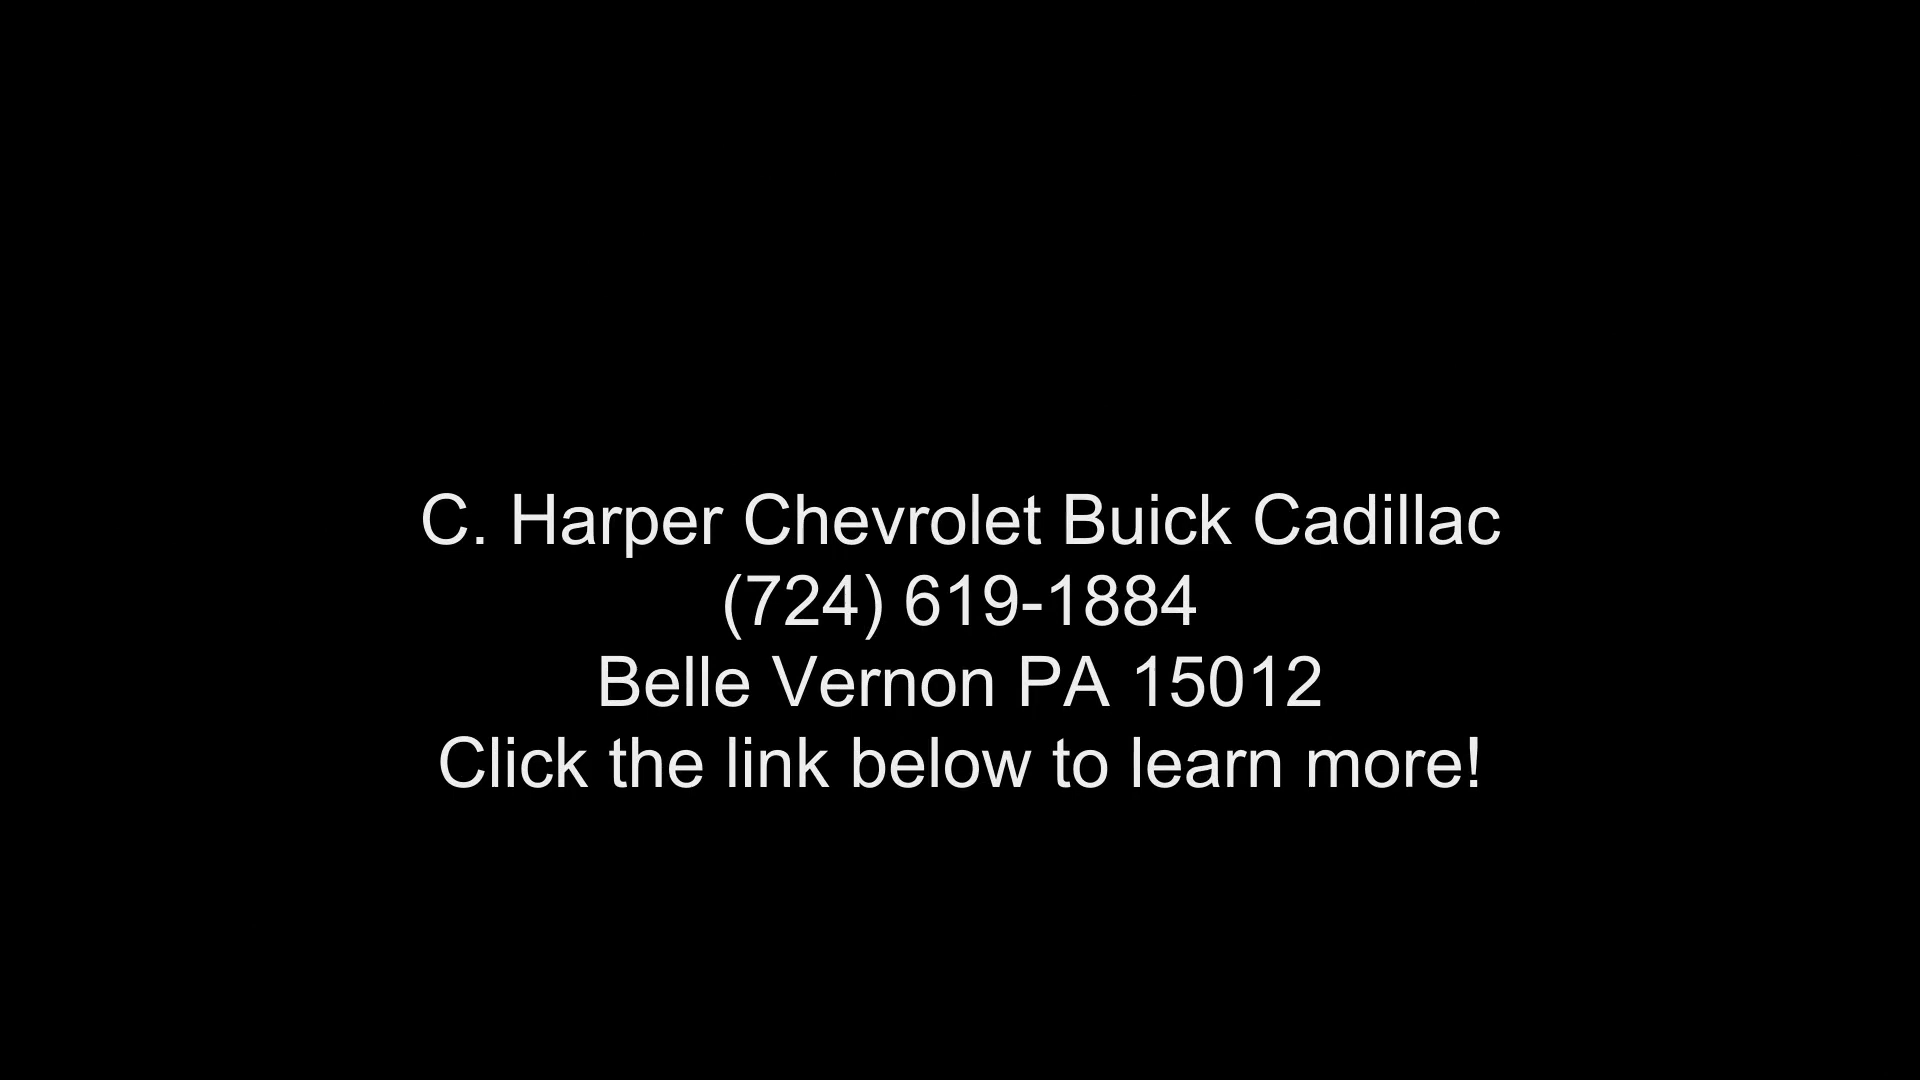 C. Harper Chevrolet Buick Cadillac
(724) 619-1884
Belle Vernon PA 15012
Click the link below to learn more!